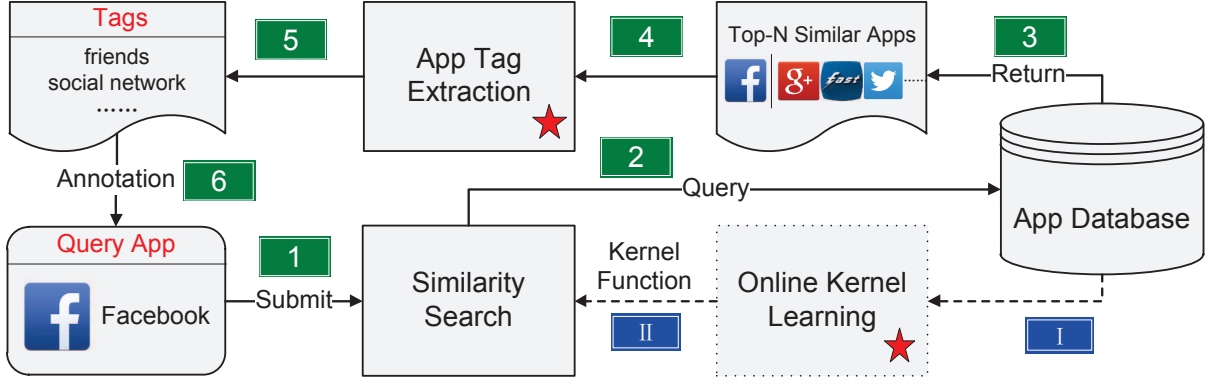 Tags
friends
social network
......
5
App Tag
Extraction
4
Top-N Similar Apps
f
g+
fast
......
3
Return
Annotation
6
2
Query
App Database
Query App
f
Facebook
1
Submit
Similarity
Search
Kernel
Function
II
Online Kernel
Learning
I